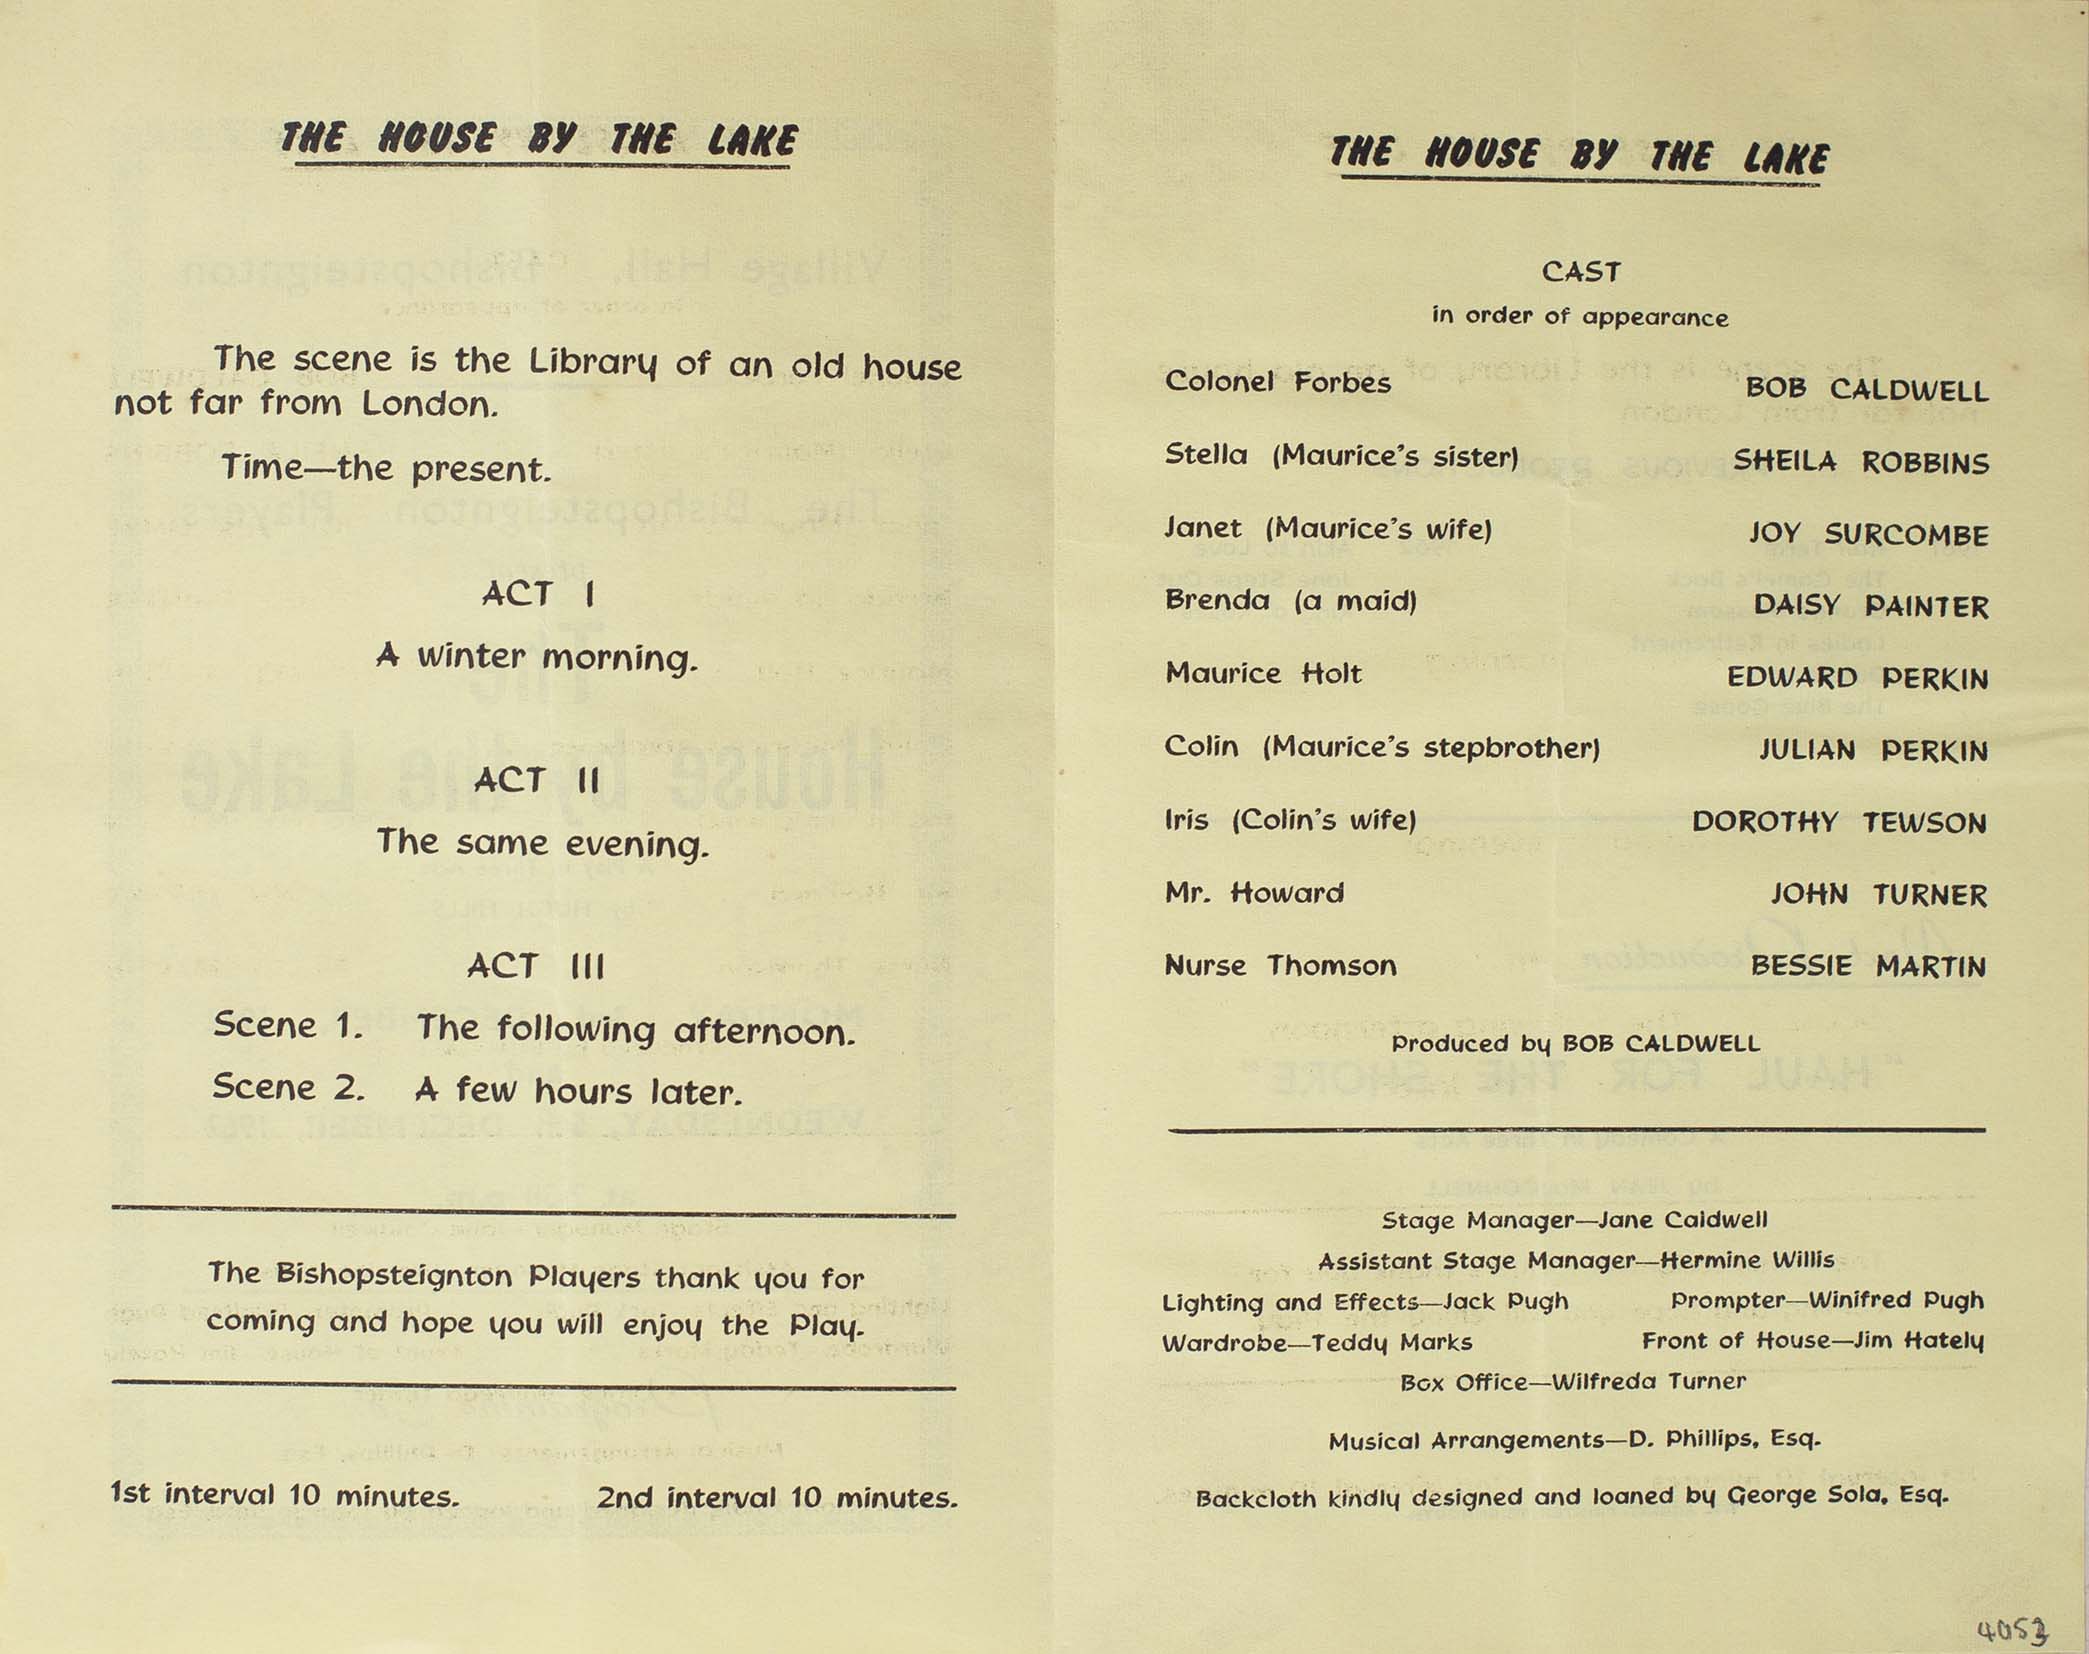 THE HOUSE BY THE LAKE
The scene is the Library of an old house
not far from London.
Time—the present.
ACT I
A winter morning.
ACT II
The same evening.
ACT III
Scene 1. The following afternoon.
Scene 2. A few hours later.
The Bishopsteignton Players thank you for
coming and hope you will enjoy the Play.
1st interval 10 minutes. 2nd interval 10 minutes.
THE HOUSE BY THE LAKE
CAST
in order of appearance
Colonel Forbes BOB CALDWELL
Stella (Maurice's sister) SHEILA ROBBINS
Janet (Maurice's wife) JOY SURCOMBE
Brenda (a maid) DAISY PAINTER
Maurice Holt EDWARD PERKIN
Colin (Maurice's stepbrother) JULIAN PERKIN
Iris (Colin's wife) DOROTHY TEWSON
Mr. Howard JOHN TURNER
Nurse Thomson BESSIE MARTIN
Produced by BOB CALDWELL
Stage Manager—Jane Caldwell
Assistant Stage Manager—Hermine Willis
Lighting and Effects—Jack Pugh Prompter—Winifred Pugh
Wardrobe—Teddy Marks Front of House—Jim Hately
Box Office—Wilfreda Turner
Musical Arrangements—D. Phillips, Esq.
Backcloth kindly designed and loaned by George Sola, Esq.
4053